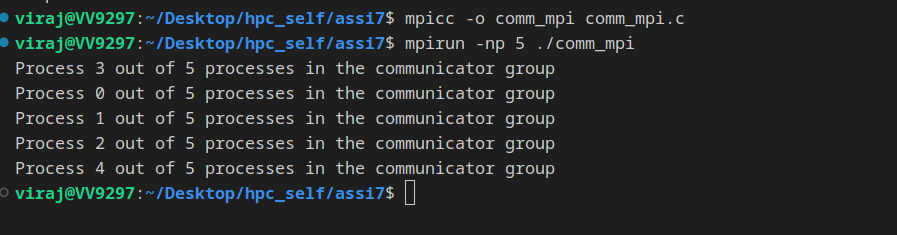 viraj@VV9297:~/Desktop/hpc_self/assi7$ mpicc -o comm_mpi comm_mpi.c
viraj@VV9297:~/Desktop/hpc_self/assi7$ mpirun -np 5 ./comm_mpi
Process 3 out of 5 processes in the communicator group
Process 0 out of 5 processes in the communicator group
Process 1 out of 5 processes in the communicator group
Process 2 out of 5 processes in the communicator group
Process 4 out of 5 processes in the communicator group
viraj@VV9297:~/Desktop/hpc_self/assi7$